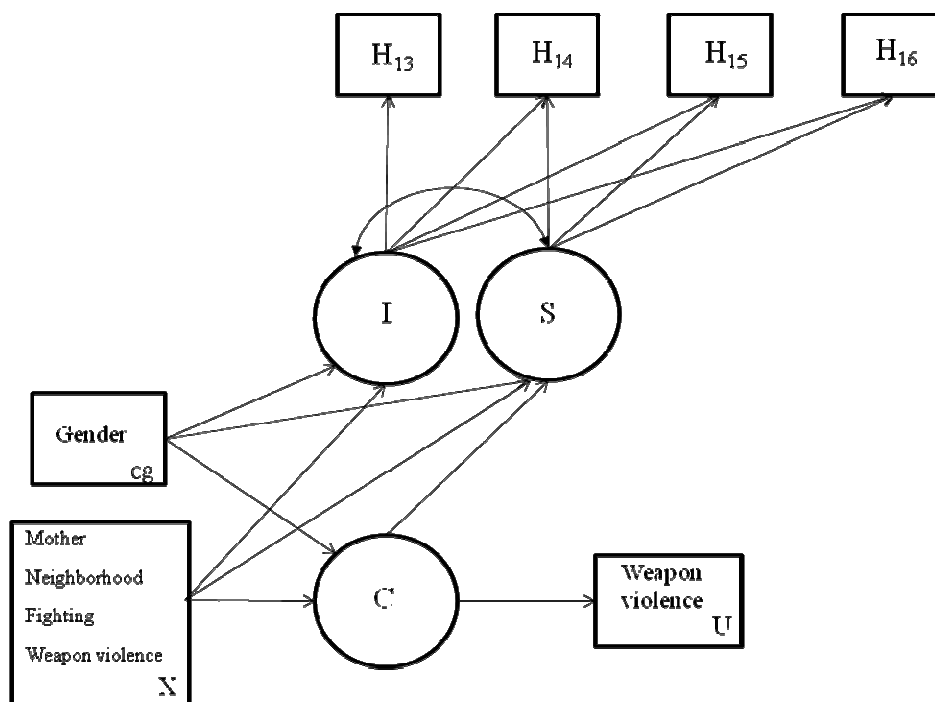 H13 H14 H15 H16
I S
Gender
cg
Mother
Neighborhood
Fighting
Weapon violence
X
C
Weapon
violence
U